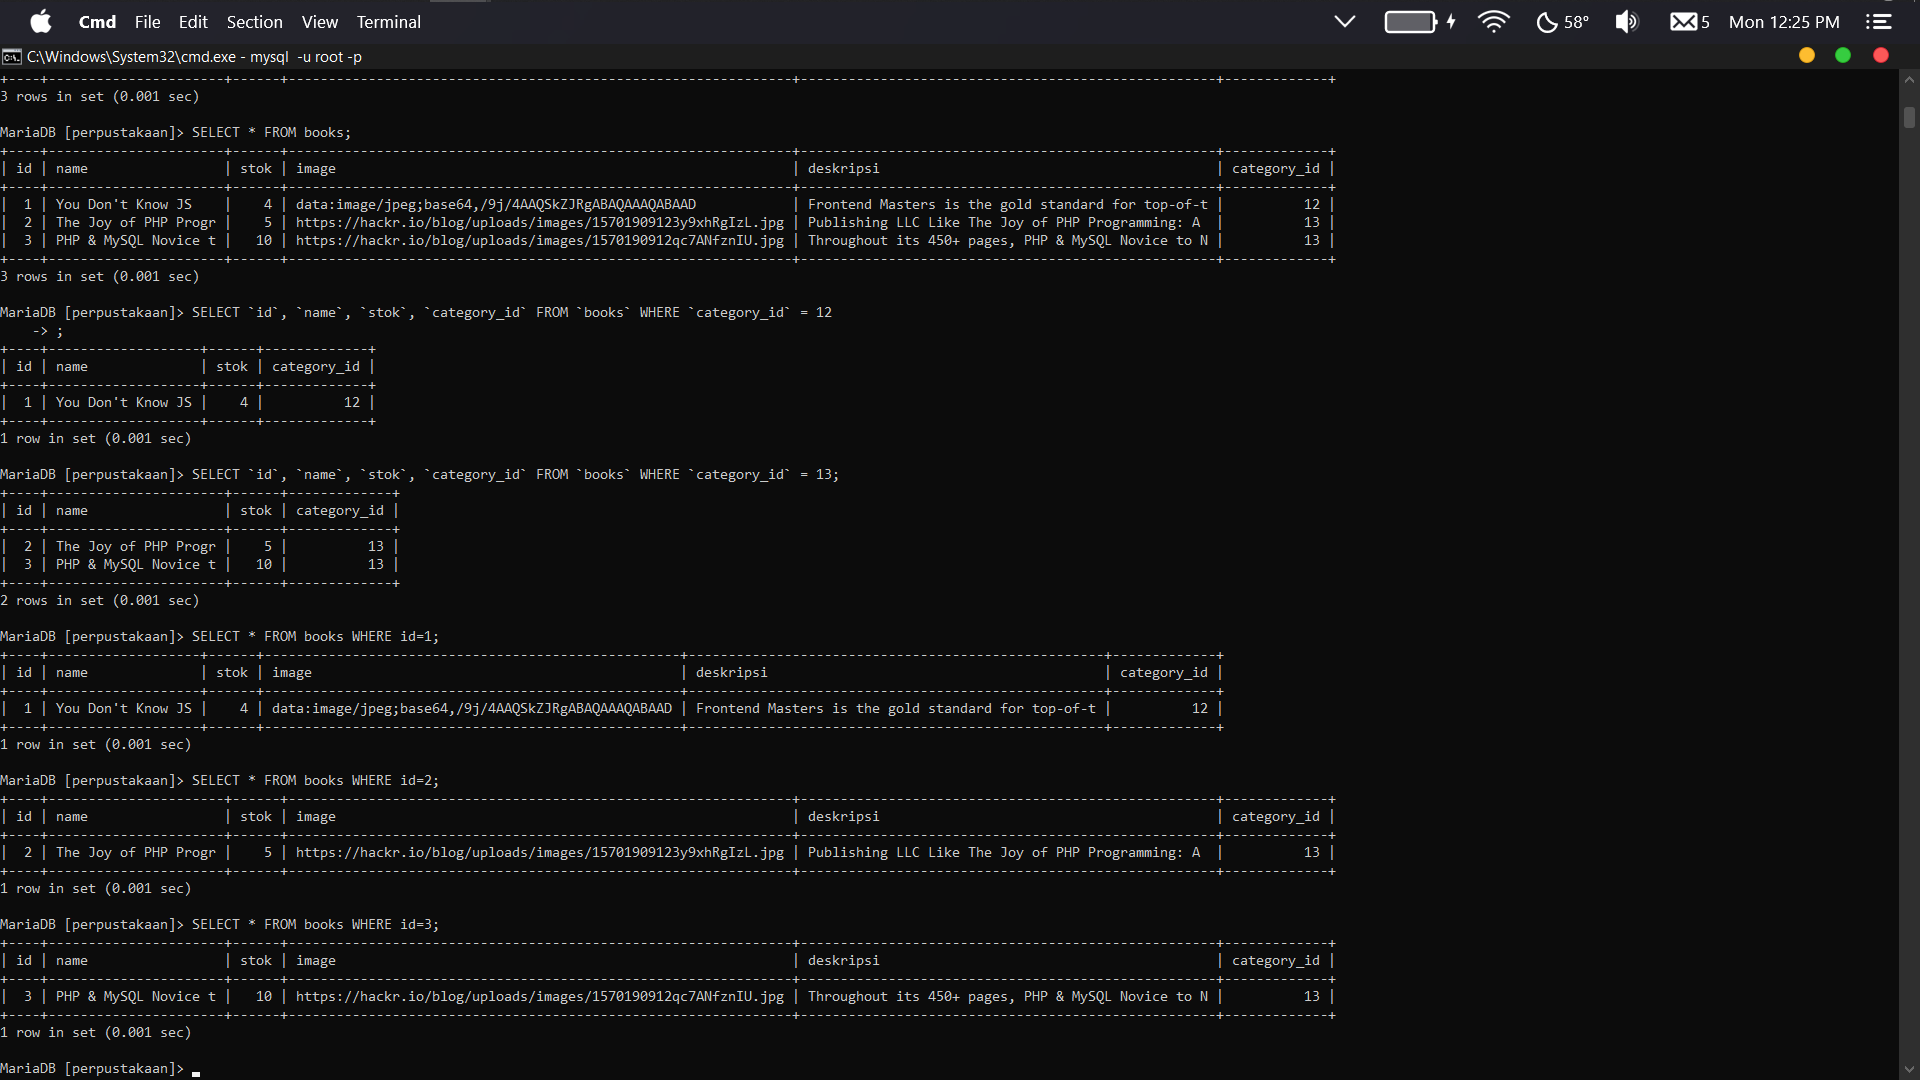 Cmd File Edit Section View Terminal 58° 5 Mon 12:25 PM
C:\Windows\System32\cmd.exe - mysql  -u root -p
+----+----------------------+------+---------------------------------------------------------------+-----------------------------------------------------+-------------+
3 rows in set (0.001 sec)
MariaDB [perpustakaan]> SELECT * FROM books;
| id | name                 | stok | image                                                         | deskripsi                                          | category_id |
|  1 | You Don't Know JS    |    4 | data:image/jpeg;base64,/9j/4AAQSkZJRgABAQAAAQABAAD            | Frontend Masters is the gold standard for top-of-t |          12 |
|  2 | The Joy of PHP Progr |    5 | https://hackr.io/blog/uploads/images/15701909123y9xhRgIzL.jpg | Publishing LLC Like The Joy of PHP Programming: A  |          13 |
|  3 | PHP & MySQL Novice t |   10 | https://hackr.io/blog/uploads/images/1570190912qc7ANfznIU.jpg | Throughout its 450+ pages, PHP & MySQL Novice to N |          13 |
3 rows in set (0.001 sec)
MariaDB [perpustakaan]> SELECT `id`, `name`, `stok`, `category_id` FROM `books` WHERE `category_id` = 12
    -> ;
| id | name              | stok | category_id |
|  1 | You Don't Know JS |    4 |          12 |
1 row in set (0.001 sec)
MariaDB [perpustakaan]> SELECT `id`, `name`, `stok`, `category_id` FROM `books` WHERE `category_id` = 13;
| id | name                 | stok | category_id |
|  2 | The Joy of PHP Progr |    5 |          13 |
|  3 | PHP & MySQL Novice t |   10 |          13 |
2 rows in set (0.001 sec)
MariaDB [perpustakaan]> SELECT * FROM books WHERE id=1;
| id | name              | stok | image                                              | deskripsi                                          | category_id |
|  1 | You Don't Know JS |    4 | data:image/jpeg;base64,/9j/4AAQSkZJRgABAQAAAQABAAD | Frontend Masters is the gold standard for top-of-t |          12 |
1 row in set (0.001 sec)
MariaDB [perpustakaan]> SELECT * FROM books WHERE id=2;
| id | name                 | stok | image                                                         | deskripsi                                          | category_id |
|  2 | The Joy of PHP Progr |    5 | https://hackr.io/blog/uploads/images/15701909123y9xhRgIzL.jpg | Publishing LLC Like The Joy of PHP Programming: A  |          13 |
1 row in set (0.001 sec)
MariaDB [perpustakaan]> SELECT * FROM books WHERE id=3;
| id | name                 | stok | image                                                         | deskripsi                                          | category_id |
|  3 | PHP & MySQL Novice t |   10 | https://hackr.io/blog/uploads/images/1570190912qc7ANfznIU.jpg | Throughout its 450+ pages, PHP & MySQL Novice to N |          13 |
1 row in set (0.001 sec)
MariaDB [perpustakaan]>